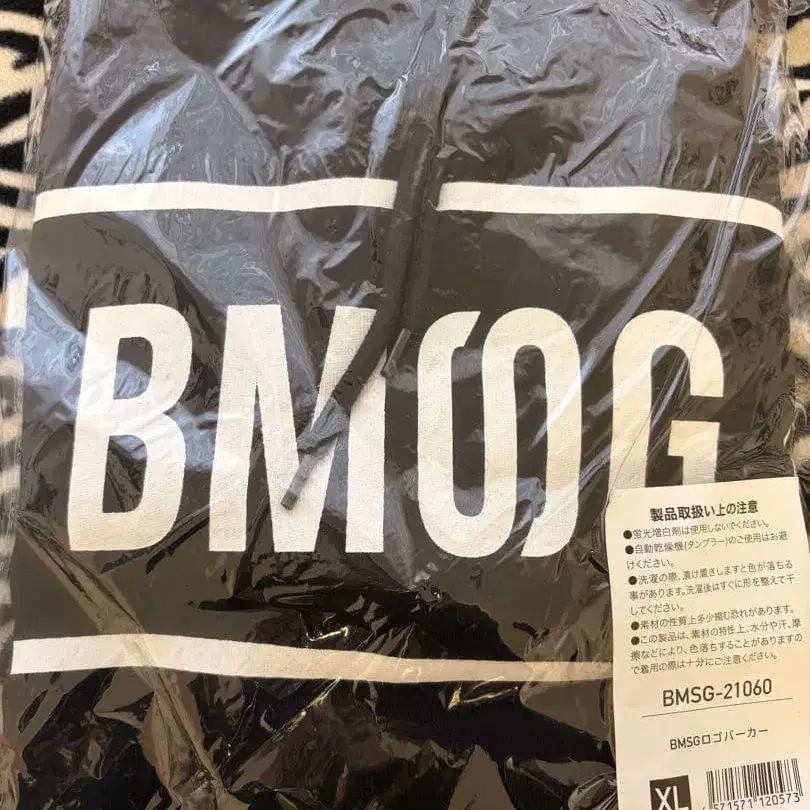 BMSG
製品取扱い上の注意
●蛍光増白剤は使用しないでください。
●自動乾燥機(タンブラー)のご使用はお避
けください。
●洗濯の際、漬け置きしますと色が落ちる
事があります。洗濯後はすぐに形を整えて干
してください。
●素材の性質上多少縮む恐れがあります。
●この製品は、素材の特性上、水分や汗、摩
擦などにより、色落ちすることがありますの
で着用の際は十分にご注意ください。
BMSG-21060
BMSGロゴパーカー
XL
571571120573